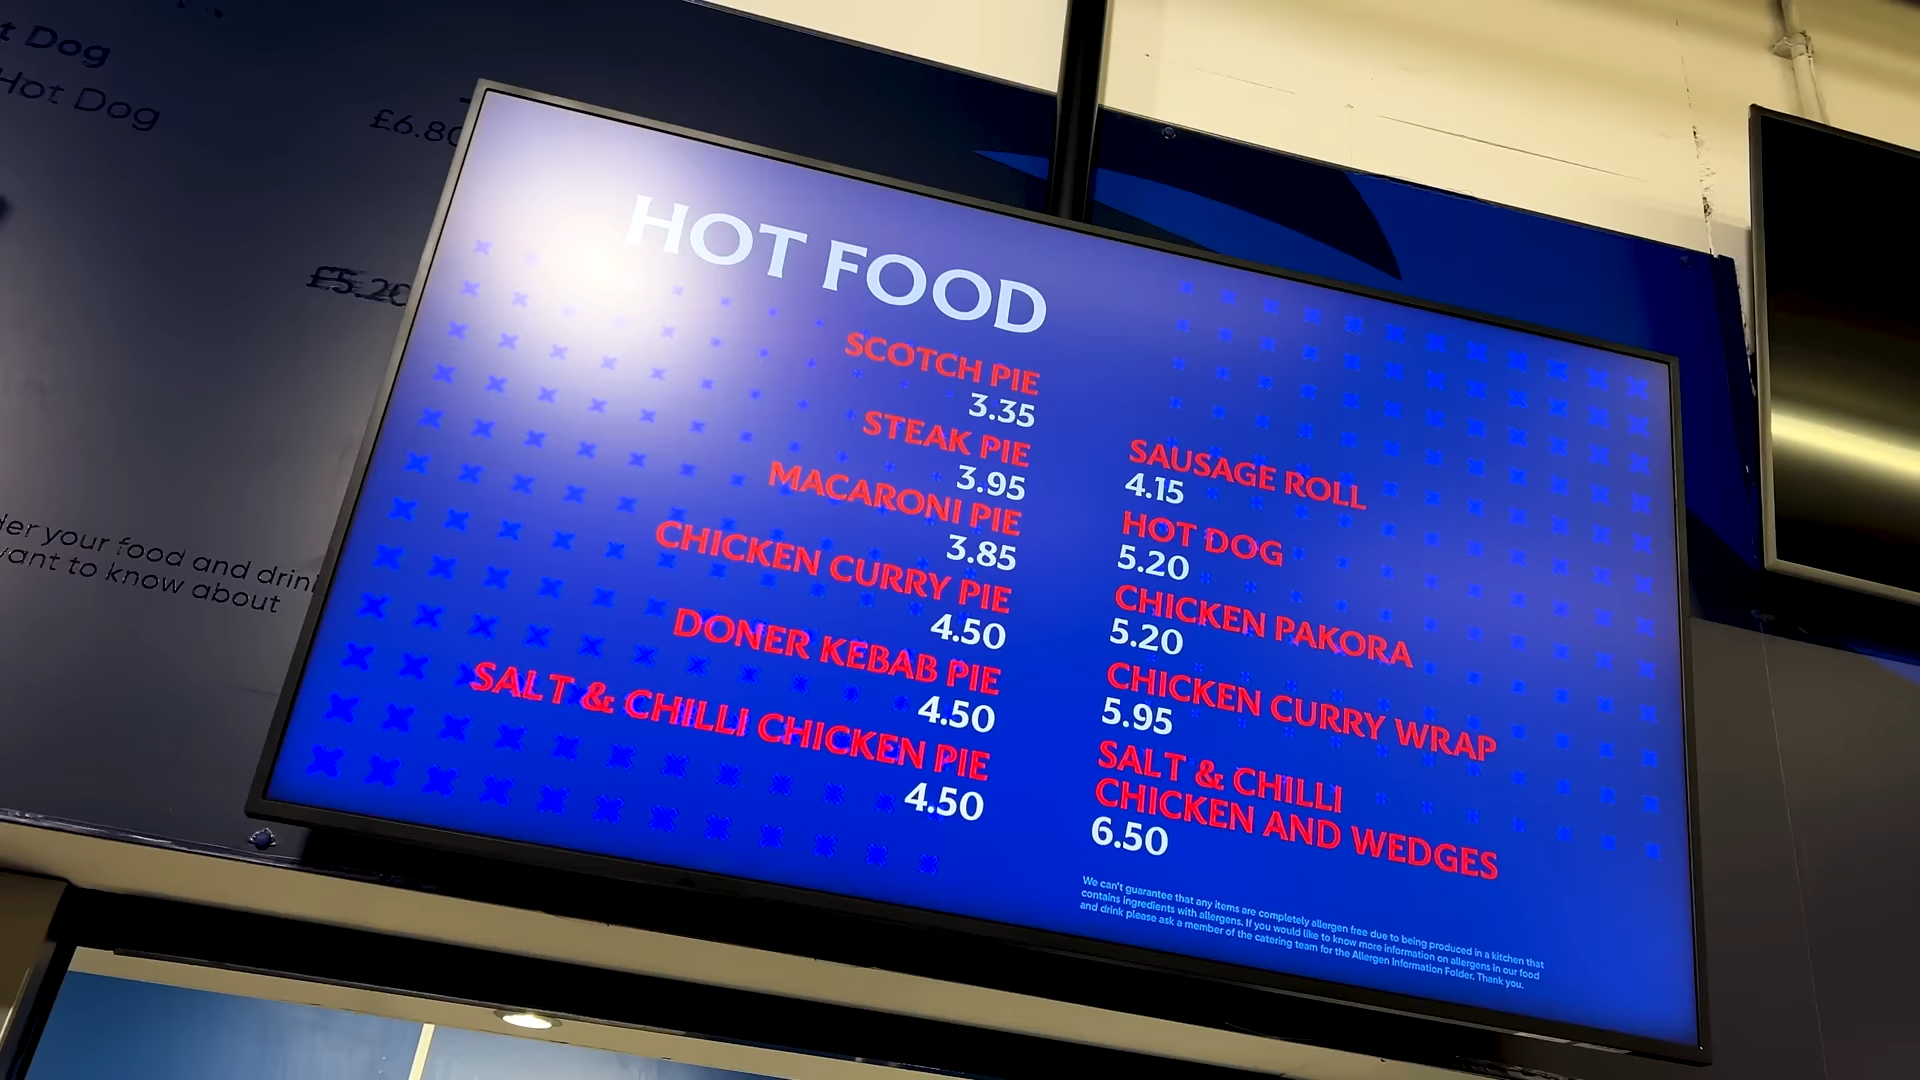 Dog
Hot Dog
£6.80
£5.20
your food and drin
want to know about
HOT FOOD
SCOTCH PIE
3.35
STEAK PIE
3.95
MACARONI PIE
3.85
CHICKEN CURRY PIE
4.50
DONER KEBAB PIE
4.50
SALT & CHILLI CHICKEN PIE
4.50
SAUSAGE ROLL
4.15
HOT DOG
5.20
CHICKEN PAKORA
5.20
CHICKEN CURRY WRAP
5.95
SALT & CHILLI
CHICKEN AND WEDGES
6.50
We can't guarantee that any items are completely allergen free due to being produced in a kitchen that
contains ingredients with allergens. If you would like to know more information on allergens in our food
and drink please ask a member of the catering team for the Allergen Information Folder. Thank you.